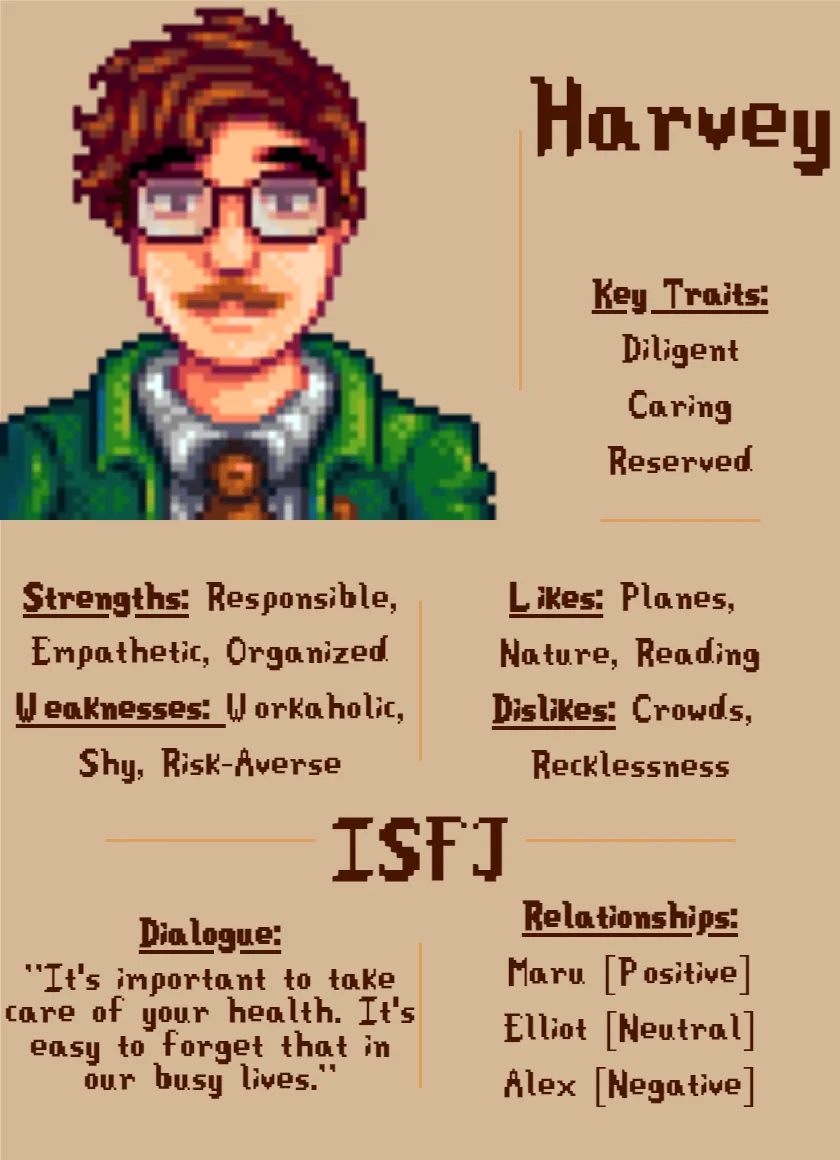 Harvey
Key Traits:
Diligent
Caring
Reserved
Strengths: Responsible,
Empathetic, Organized
Weaknesses: Workaholic,
Shy, Risk-Averse
Likes: Planes,
Nature, Reading
Dislikes: Crowds,
Recklessness
ISFJ
Dialogue:
"It's important to take
care of your health. It's
easy to forget that in
our busy lives."
Relationships:
Maru [Positive]
Elliot [Neutral]
Alex [Negative]